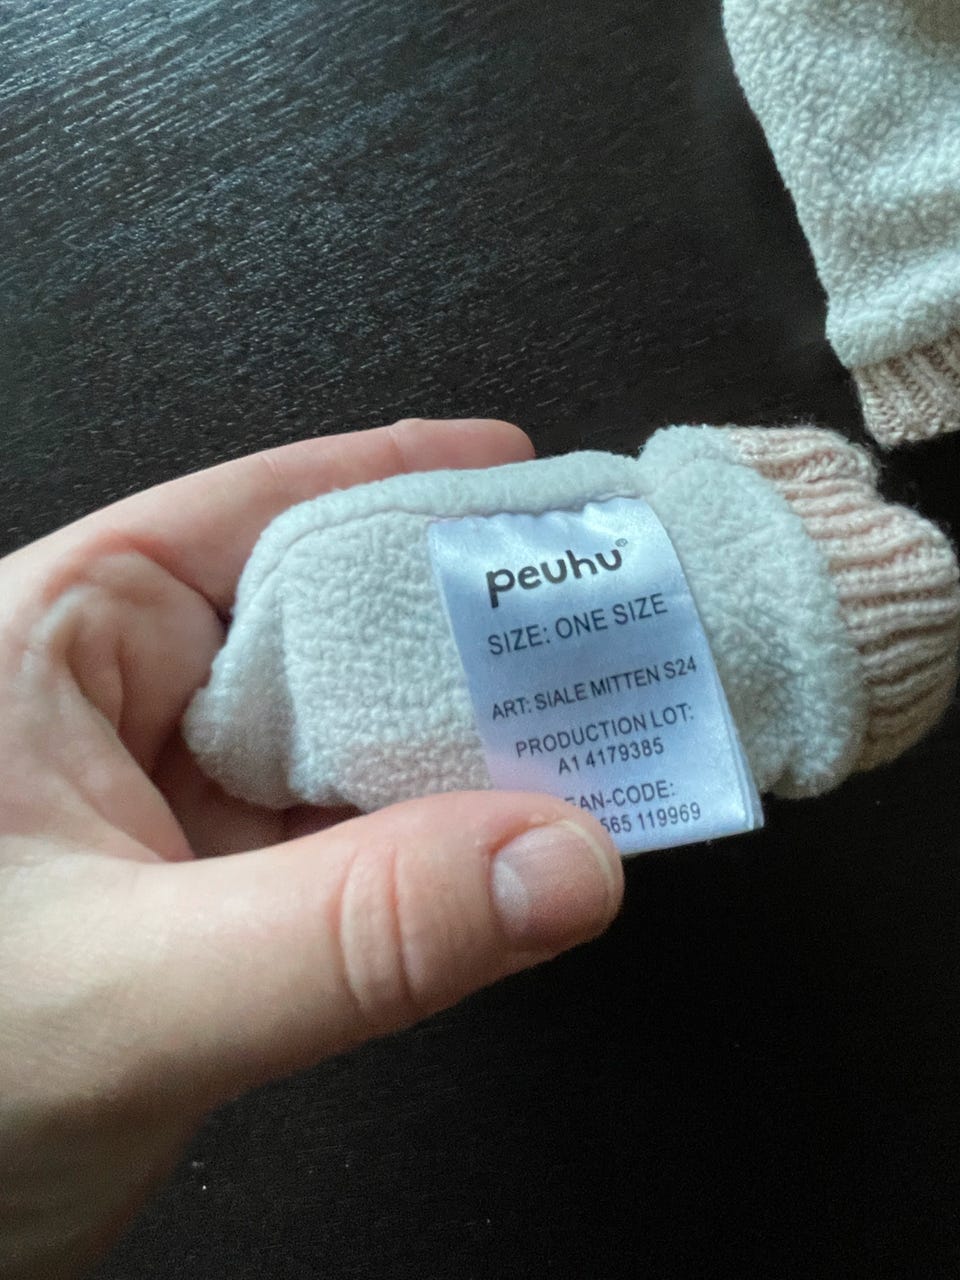 peuhu®
SIZE: ONE SIZE
ART: SIALE MITTEN S24
PRODUCTION LOT:
A1 4179385
EAN-CODE:
565 119969